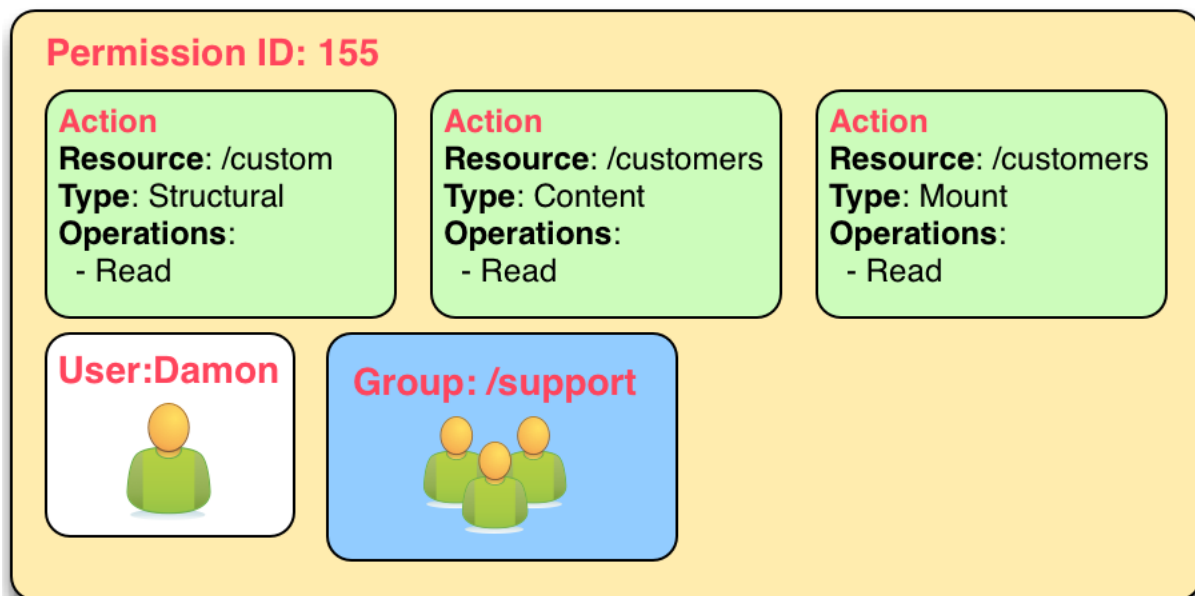 Permission ID: 155
Action
Resource: /custom
Type: Structural
Operations:
- Read
Action
Resource: /customers
Type: Content
Operations:
- Read
Action
Resource: /customers
Type: Mount
Operations:
- Read
User:Damon
Group: /support